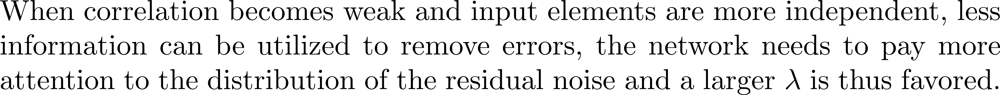 When correlation becomes weak and input elements are more independent, less
information can be utilized to remove errors, the network needs to pay more
attention to the distribution of the residual noise and a larger λ is thus favored.